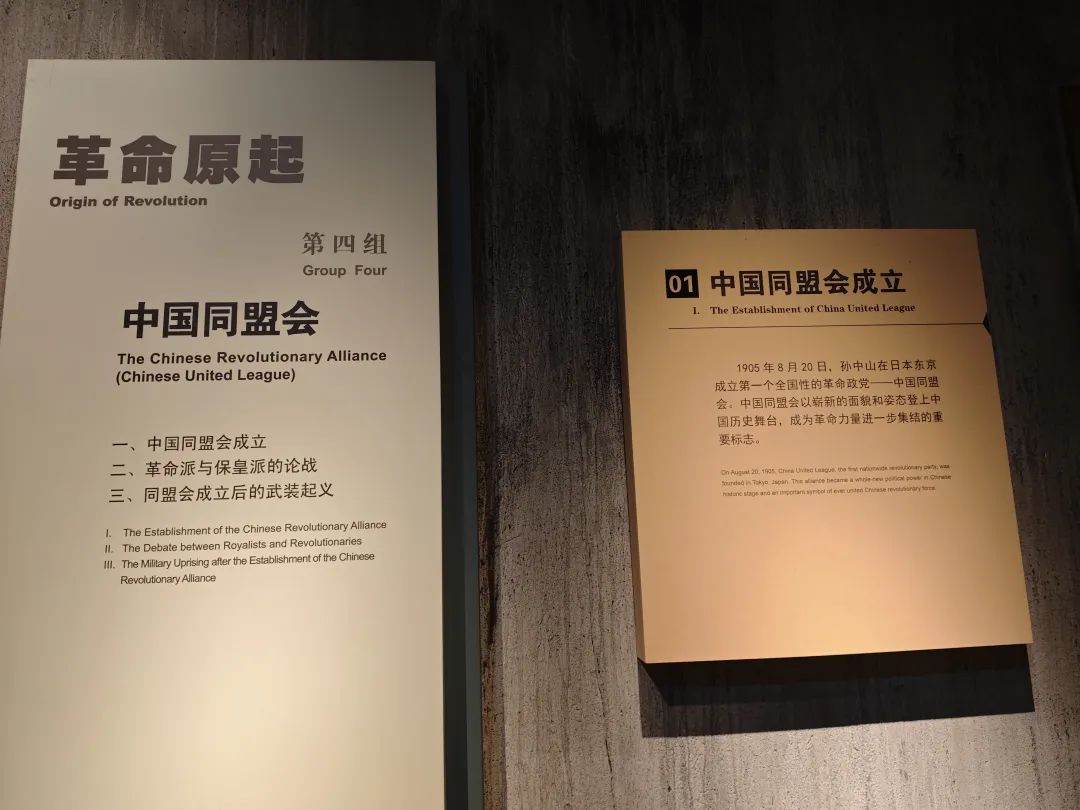 革命原起
Origin of Revolution
第四组
Group Four
中国同盟会
The Chinese Revolutionary Alliance
(Chinese United League)
一、中国同盟会成立
二、革命派与保皇派的论战
三、同盟会成立后的武装起义
I. The Establishment of the Chinese Revolutionary Alliance
II. The Debate between Royalists and Revolutionaries
III. The Military Uprising after the Establishment of the Chinese
Revolutionary Alliance
01 中国同盟会成立
I. The Establishment of China United League
1905年8月20日，孙中山在日本东京
成立第一个全国性的革命政党——中国同盟
会。中国同盟会以崭新的面貌和姿态登上中
国历史舞台，成为革命力量进一步集结的重
要标志。
On August 20, 1905, China United League, the first nationwide revolutionary party, was
founded in Tokyo, Japan. This alliance became a whole-new political power in Chinese
historic stage and an important symbol of ever united Chinese revolutionary force.